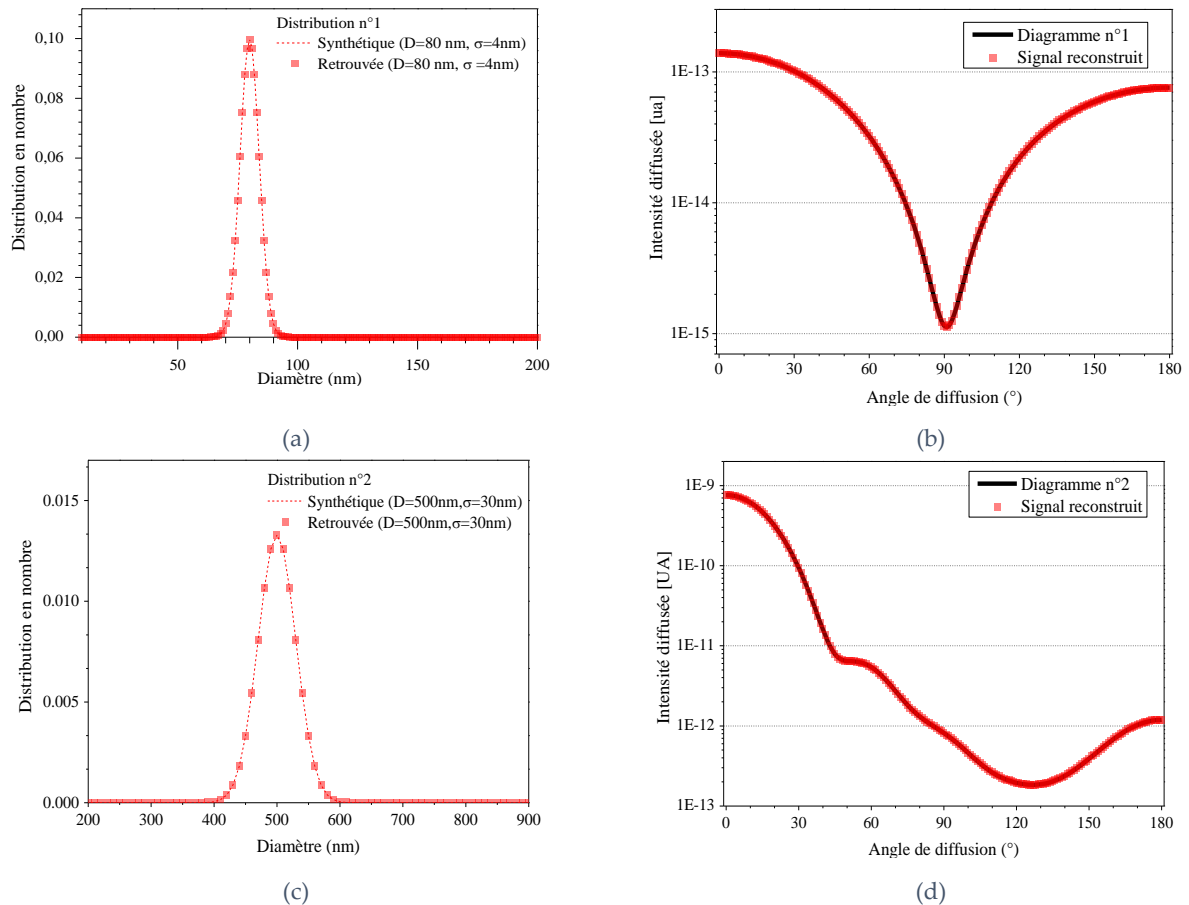 Distribution n°1
Synthétique (D=80 nm, σ=4nm)
Retrouvée (D=80 nm, σ =4nm)
0,10
0,08
0,06
0,04
0,02
0,00
Distribution en nombre
50
100
150
200
Diamètre (nm)
(a)
Diagramme n°1
Signal reconstruit
1E-13
1E-14
1E-15
Intensité diffusée [ua]
0
30
60
90
120
150
180
Angle de diffusion (°)
(b)
Distribution n°2
Synthétique (D=500nm,σ=30nm)
Retrouvée (D=500nm,σ=30nm)
0.015
0.010
0.005
0.000
Distribution en nombre
200
300
400
500
600
700
800
900
Diamètre (nm)
(c)
Diagramme n°2
Signal reconstruit
1E-9
1E-10
1E-11
1E-12
1E-13
Intensité diffusée [UA]
0
30
60
90
120
150
180
Angle de diffusion (°)
(d)